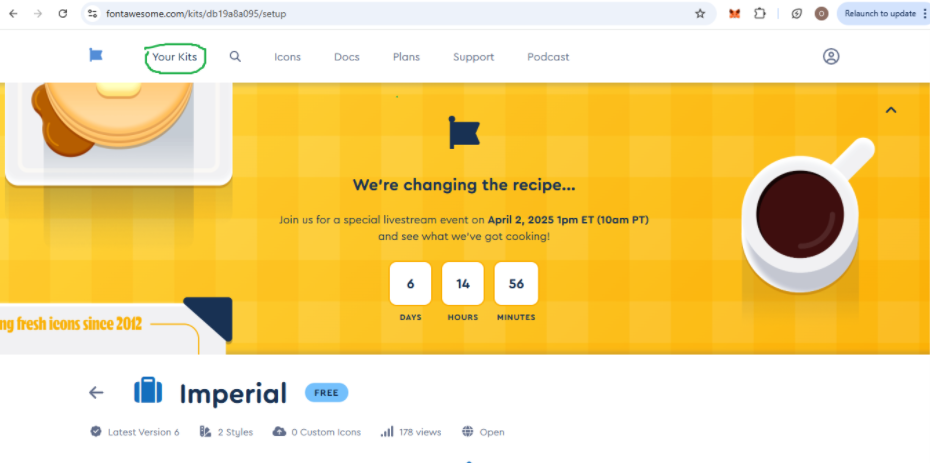 fontawesome.com/kits/db19a8a095/setup
Relaunch to update
Your Kits Icons Docs Plans Support Podcast
We're changing the recipe...
Join us for a special livestream event on April 2, 2025 1pm ET (10am PT)
and see what we've got cooking!
6 14 56
DAYS HOURS MINUTES
ng fresh icons since 2012
Imperial FREE
Latest Version 6 2 Styles 0 Custom Icons 178 views Open